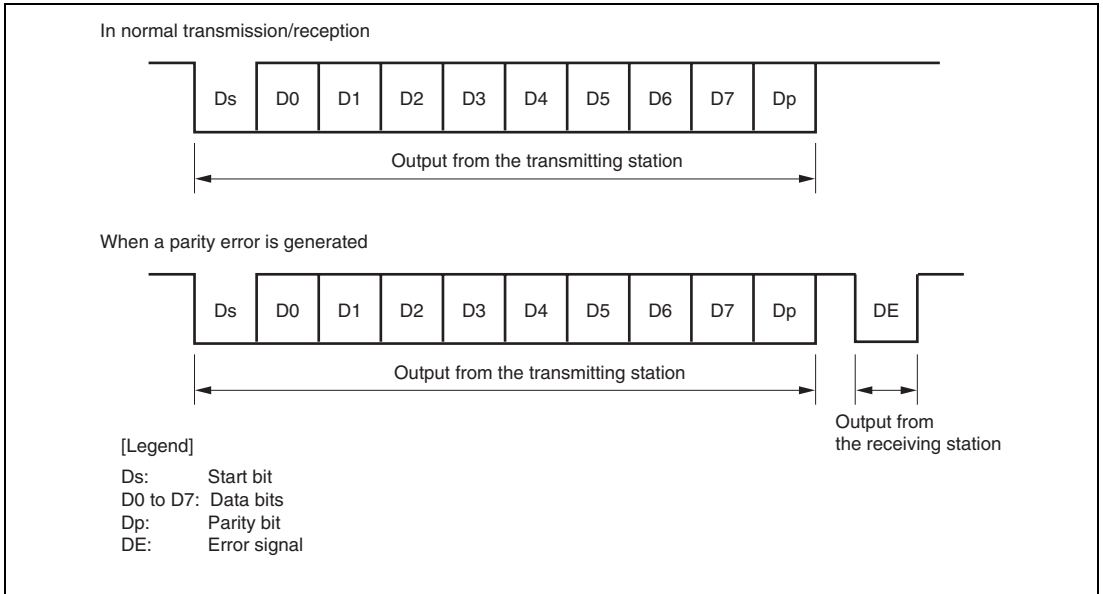 In normal transmission/reception
Ds D0 D1 D2 D3 D4 D5 D6 D7 Dp
Output from the transmitting station
When a parity error is generated
Ds D0 D1 D2 D3 D4 D5 D6 D7 Dp DE
Output from the transmitting station
Output from
the receiving station
[Legend]
Ds: Start bit
D0 to D7: Data bits
Dp: Parity bit
DE: Error signal